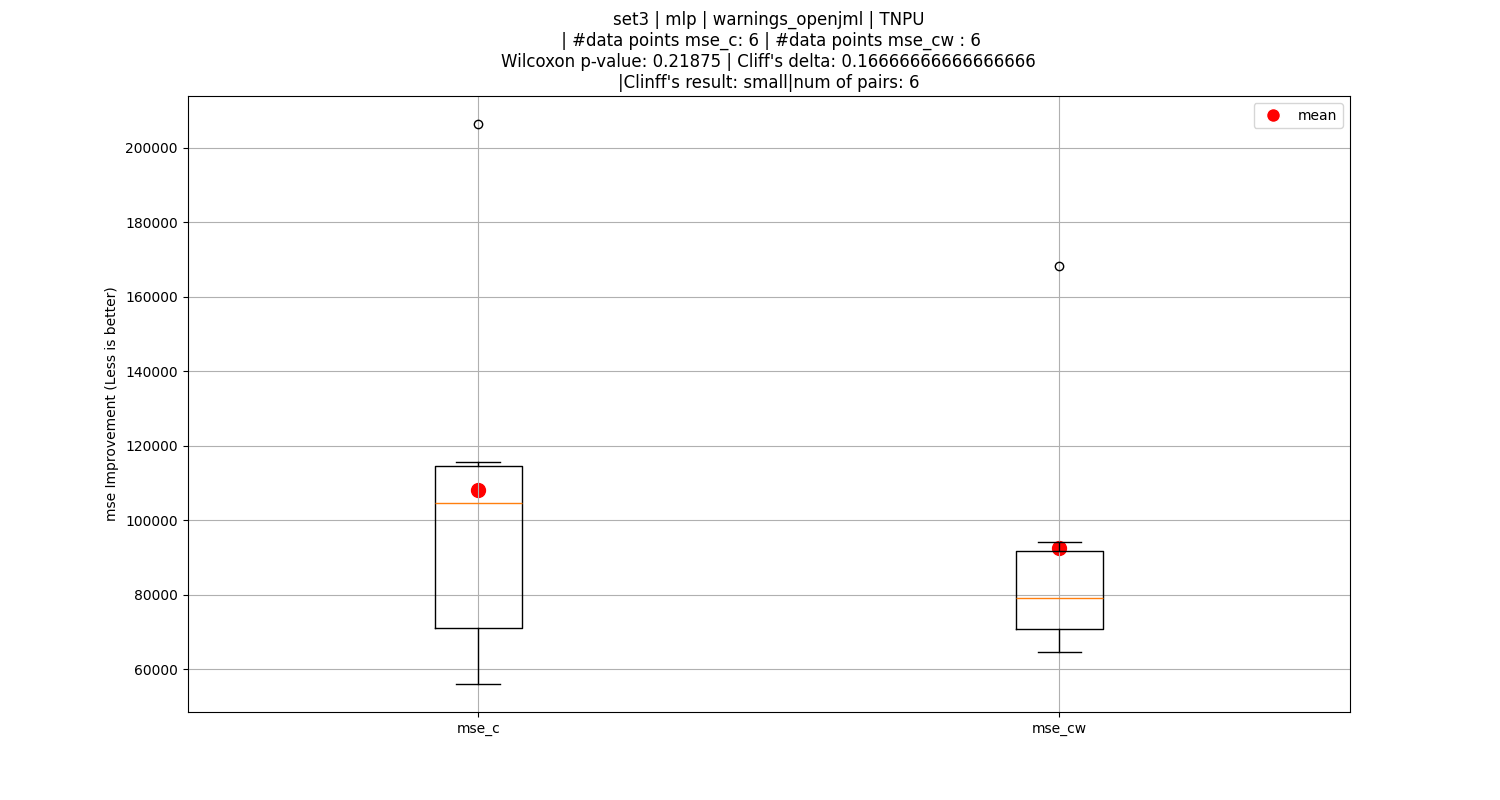 set3 | mlp | warnings_openjml | TNPU
| #data points mse_c: 6 | #data points mse_cw : 6
Wilcoxon p-value: 0.21875 | Cliff's delta: 0.16666666666666666
|Clinff's result: small|num of pairs: 6
mean
mse Improvement (Less is better)
200000
180000
160000
140000
120000
100000
80000
60000
mse_c
mse_cw